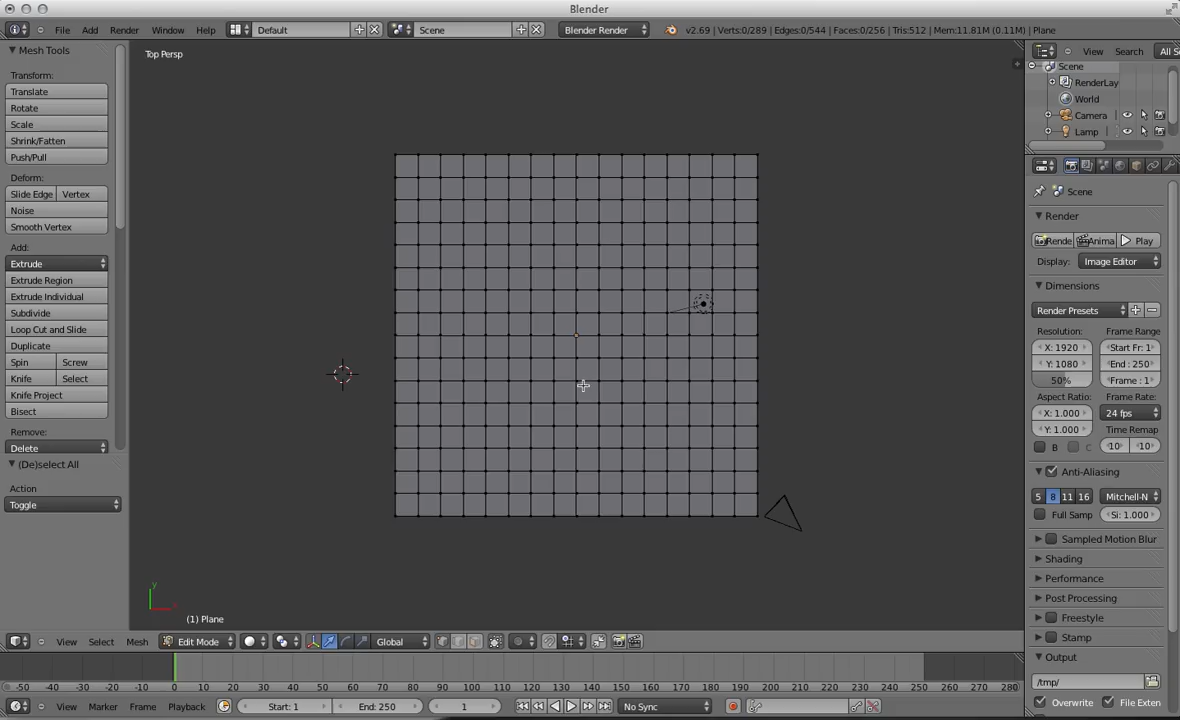 Blender
File Add Render Window Help Default Scene Blender Render v2.69 | Verts:0/289 | Edges:0/544 | Faces:0/256 | Tris:512 | Mem:11.81M (0.11M) | Plane
Mesh Tools
Transform:
Translate
Rotate
Scale
Shrink/Fatten
Push/Pull
Deform:
Slide Edge Vertex
Noise
Smooth Vertex
Add:
Extrude
Extrude Region
Extrude Individual
Subdivide
Loop Cut and Slide
Duplicate
Spin Screw
Knife Select
Knife Project
Bisect
Remove:
Delete
(De)select All
Action
Toggle
Top Persp
y
x
(1) Plane
View Search All S
Scene
RenderLay
World
Camera
Lamp
Scene
Render
Rende Anima Play
Display: Image Editor
Dimensions
Render Presets
Resolution: Frame Range
X: 1920 Start Fr: 1
Y: 1080 End : 250
50% Frame : 1
Aspect Ratio: Frame Rate:
X: 1.000 24 fps
Y: 1.000 Time Remap
B C 10 10
Anti-Aliasing
5 8 11 16 Mitchell-N
Full Samp Si: 1.000
Sampled Motion Blur
Shading
Performance
Post Processing
Freestyle
Stamp
Output
/tmp/
Overwrite File Exten
View Select Mesh Edit Mode Global
-50 -40 -30 -20 -10 0 10 20 30 40 50 60 70 80 90 100 110 120 130 140 150 160 170 180 190 200 210 220 230 240 250 260 270 280
View Marker Frame Playback Start: 1 End: 250 1 No Sync